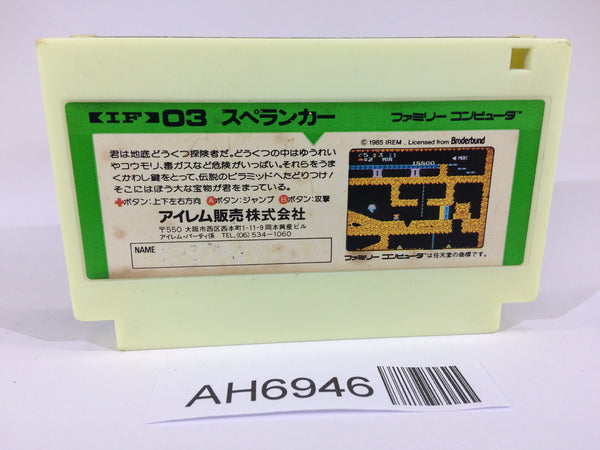 IF 03 スペランカー
ファミリー コンピュータ™
© 1985 IREM, Licensed from Brøderbund
君は地底どうくつ探険者だ。どうくつの中はゆうれい
やコウモリ、毒ガスなど危険がいっぱい。それらをうま
くかわし鍵をとって、伝説のピラミッドへたどりつけ!
そこにはぼう大な宝物が君をまっている。
✚ボタン:上下左右方向 Ⓐボタン:ジャンプ Ⓑボタン:攻撃
アイレム販売株式会社
〒550 大阪市西区西本町1-11-9 岡本興産ビル
アイレム・パーティ係 TEL.(06)534-1060
NAME
15800
ファミリー コンピュータ™は任天堂の商標です。
AH6946